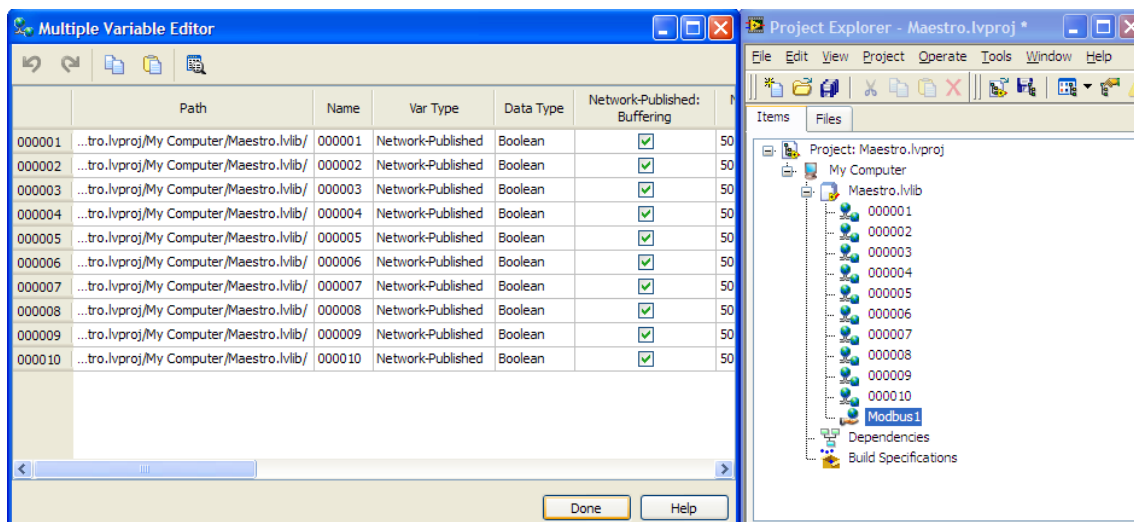 Multiple Variable Editor
Path Name Var Type Data Type Network-Published: Buffering N
000001 ...tro.lvproj/My Computer/Maestro.lvlib/ 000001 Network-Published Boolean 50
000002 ...tro.lvproj/My Computer/Maestro.lvlib/ 000002 Network-Published Boolean 50
000003 ...tro.lvproj/My Computer/Maestro.lvlib/ 000003 Network-Published Boolean 50
000004 ...tro.lvproj/My Computer/Maestro.lvlib/ 000004 Network-Published Boolean 50
000005 ...tro.lvproj/My Computer/Maestro.lvlib/ 000005 Network-Published Boolean 50
000006 ...tro.lvproj/My Computer/Maestro.lvlib/ 000006 Network-Published Boolean 50
000007 ...tro.lvproj/My Computer/Maestro.lvlib/ 000007 Network-Published Boolean 50
000008 ...tro.lvproj/My Computer/Maestro.lvlib/ 000008 Network-Published Boolean 50
000009 ...tro.lvproj/My Computer/Maestro.lvlib/ 000009 Network-Published Boolean 50
000010 ...tro.lvproj/My Computer/Maestro.lvlib/ 000010 Network-Published Boolean 50
Done Help
Project Explorer - Maestro.lvproj *
File Edit View Project Operate Tools Window Help
Items Files
Project: Maestro.lvproj
My Computer
Maestro.lvlib
000001
000002
000003
000004
000005
000006
000007
000008
000009
000010
Modbus1
Dependencies
Build Specifications